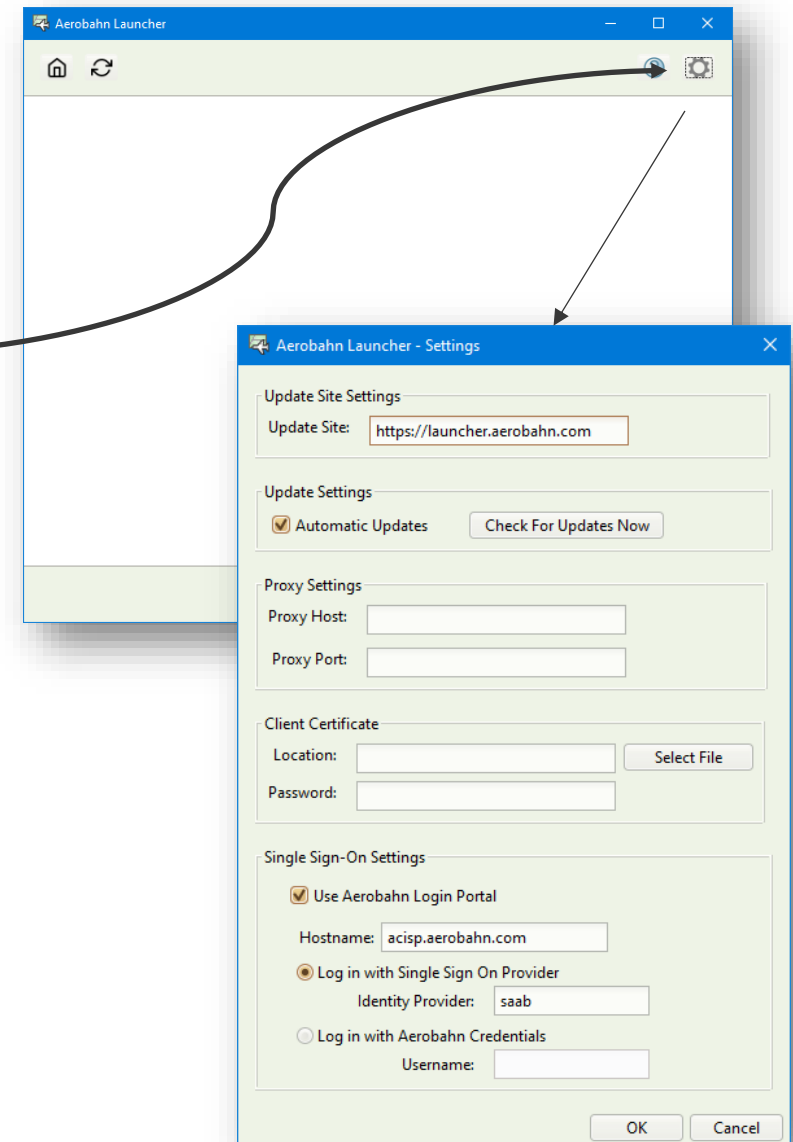 Aerobahn Launcher
Aerobahn Launcher - Settings
Update Site Settings
Update Site: https://launcher.aerobahn.com
Update Settings
Automatic Updates Check For Updates Now
Proxy Settings
Proxy Host:
Proxy Port:
Client Certificate
Location: Select File
Password:
Single Sign-On Settings
Use Aerobahn Login Portal
Hostname: acisp.aerobahn.com
Log in with Single Sign On Provider
Identity Provider: saab
Log in with Aerobahn Credentials
Username:
OK Cancel